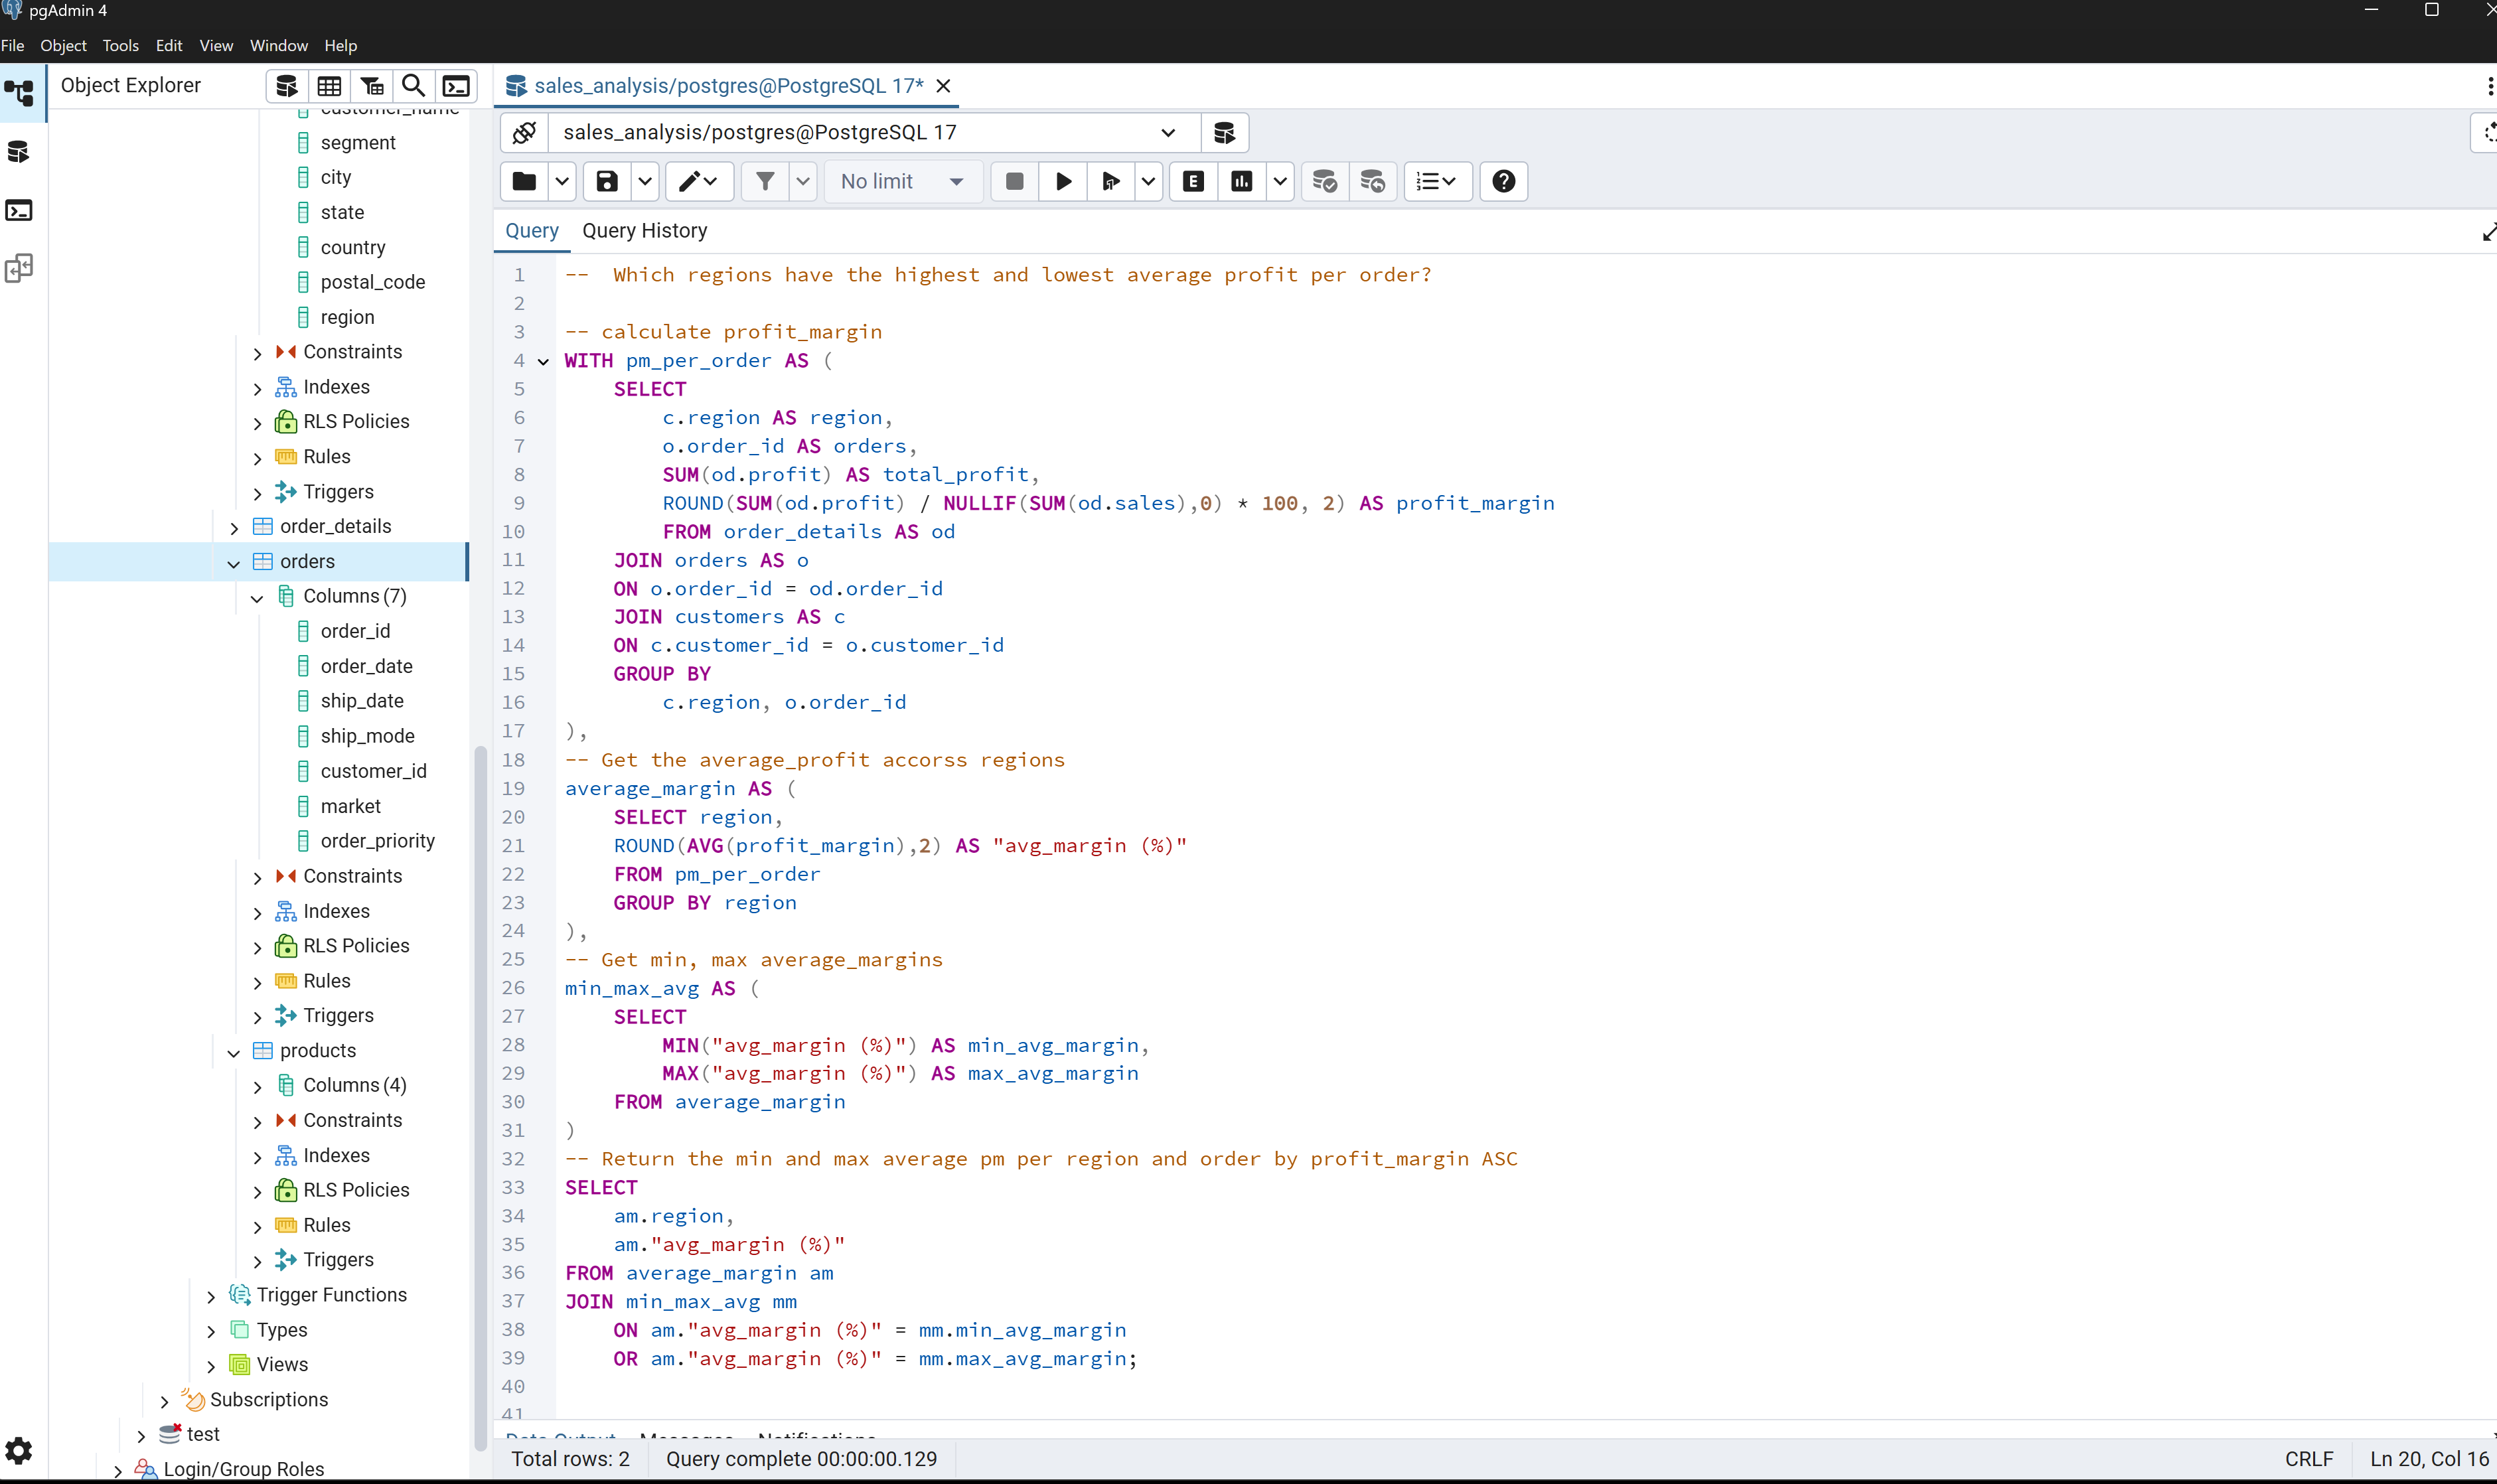 pgAdmin 4
File Object Tools Edit View Window Help
Object Explorer
sales_analysis/postgres@PostgreSQL 17*
customer_name
segment
city
state
country
postal_code
region
Constraints
Indexes
RLS Policies
Rules
Triggers
order_details
orders
Columns (7)
order_id
order_date
ship_date
ship_mode
customer_id
market
order_priority
Constraints
Indexes
RLS Policies
Rules
Triggers
products
Columns (4)
Constraints
Indexes
RLS Policies
Rules
Triggers
Trigger Functions
Types
Views
Subscriptions
test
Login/Group Roles
sales_analysis/postgres@PostgreSQL 17
No limit
Query Query History
1 --  Which regions have the highest and lowest average profit per order?
2
3 -- calculate profit_margin
4 WITH pm_per_order AS (
5     SELECT
6         c.region AS region,
7         o.order_id AS orders,
8         SUM(od.profit) AS total_profit,
9         ROUND(SUM(od.profit) / NULLIF(SUM(od.sales),0) * 100, 2) AS profit_margin
10         FROM order_details AS od
11     JOIN orders AS o
12     ON o.order_id = od.order_id
13     JOIN customers AS c
14     ON c.customer_id = o.customer_id
15     GROUP BY
16         c.region, o.order_id
17 ),
18 -- Get the average_profit accorss regions
19 average_margin AS (
20     SELECT region,
21     ROUND(AVG(profit_margin),2) AS "avg_margin (%)"
22     FROM pm_per_order
23     GROUP BY region
24 ),
25 -- Get min, max average_margins
26 min_max_avg AS (
27     SELECT
28         MIN("avg_margin (%)") AS min_avg_margin,
29         MAX("avg_margin (%)") AS max_avg_margin
30     FROM average_margin
31 )
32 -- Return the min and max average pm per region and order by profit_margin ASC
33 SELECT
34     am.region,
35     am."avg_margin (%)"
36 FROM average_margin am
37 JOIN min_max_avg mm
38     ON am."avg_margin (%)" = mm.min_avg_margin
39     OR am."avg_margin (%)" = mm.max_avg_margin;
40
41
Data Output Messages Notifications
Total rows: 2 Query complete 00:00:00.129 CRLF Ln 20, Col 16